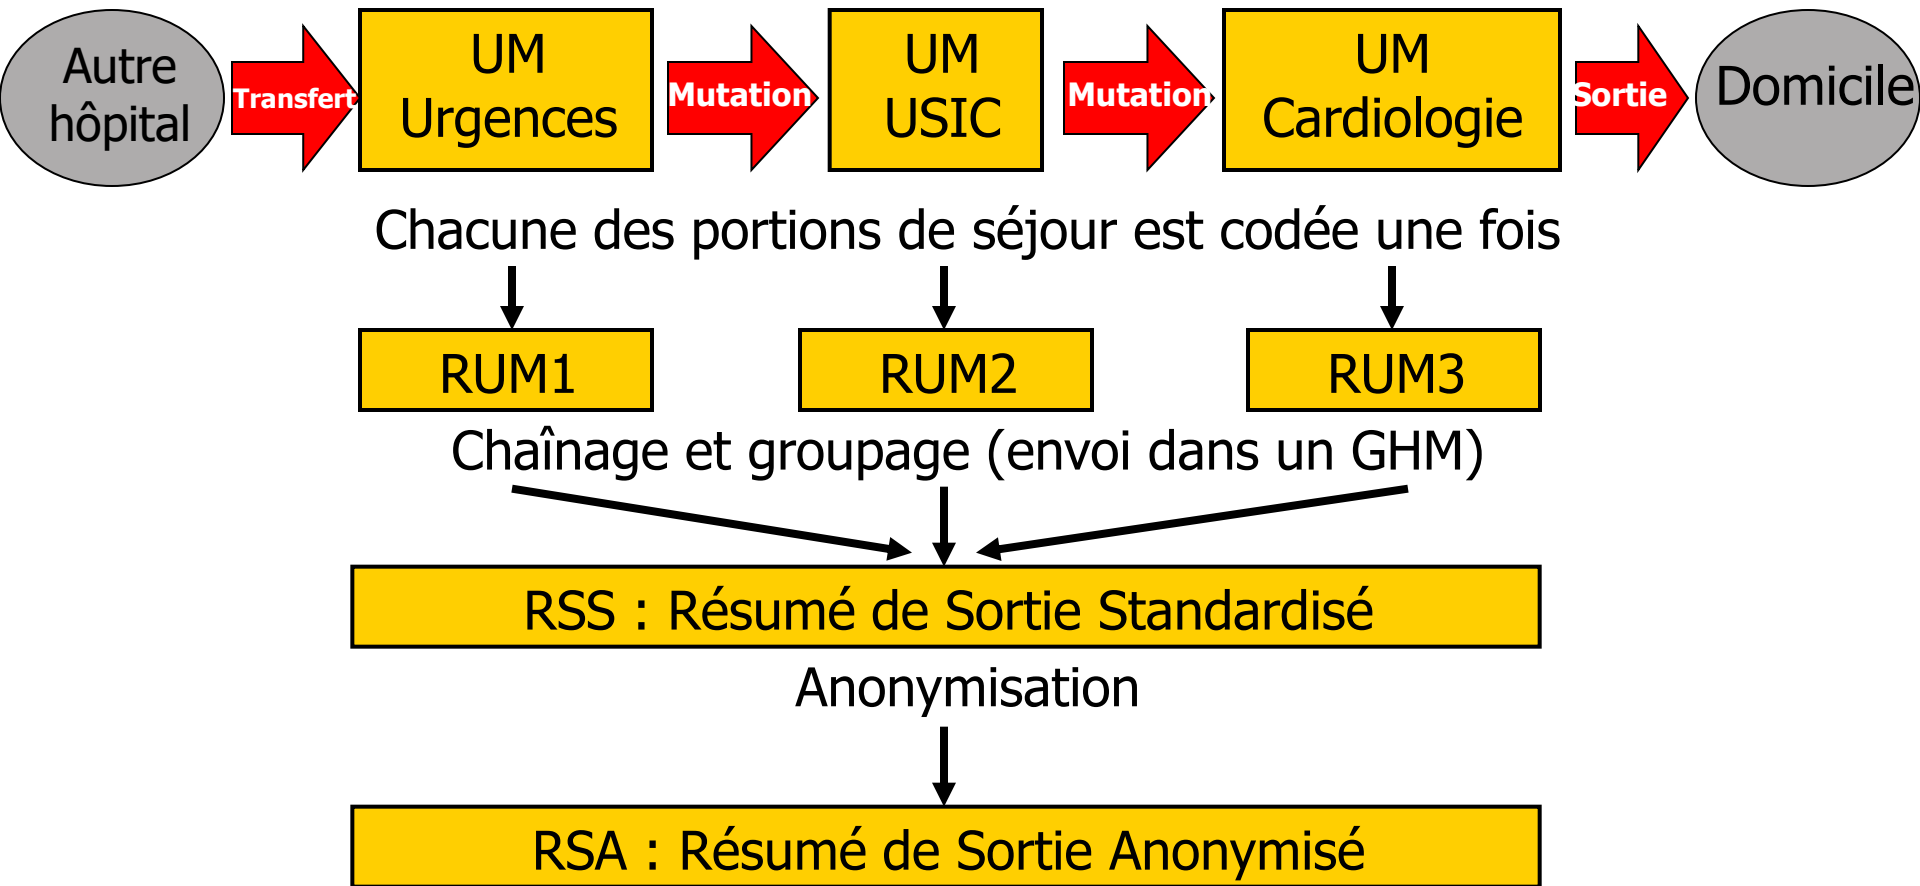 Autre
hôpital
Transfert
UM
Urgences
Mutation
UM
USIC
Mutation
UM
Cardiologie
Sortie
Domicile
Chacune des portions de séjour est codée une fois
RUM1
RUM2
RUM3
Chaînage et groupage (envoi dans un GHM)
RSS : Résumé de Sortie Standardisé
Anonymisation
RSA : Résumé de Sortie Anonymisé